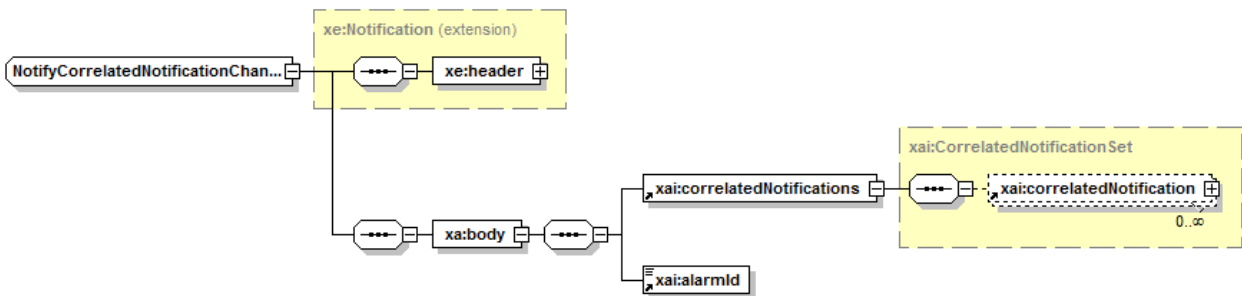 xe:Notification (extension)
NotifyCorrelatedNotificationChan...
xe:header
xai:CorrelatedNotificationSet
xai:correlatedNotifications
xai:correlatedNotification
0..∞
xa:body
xai:alarmId